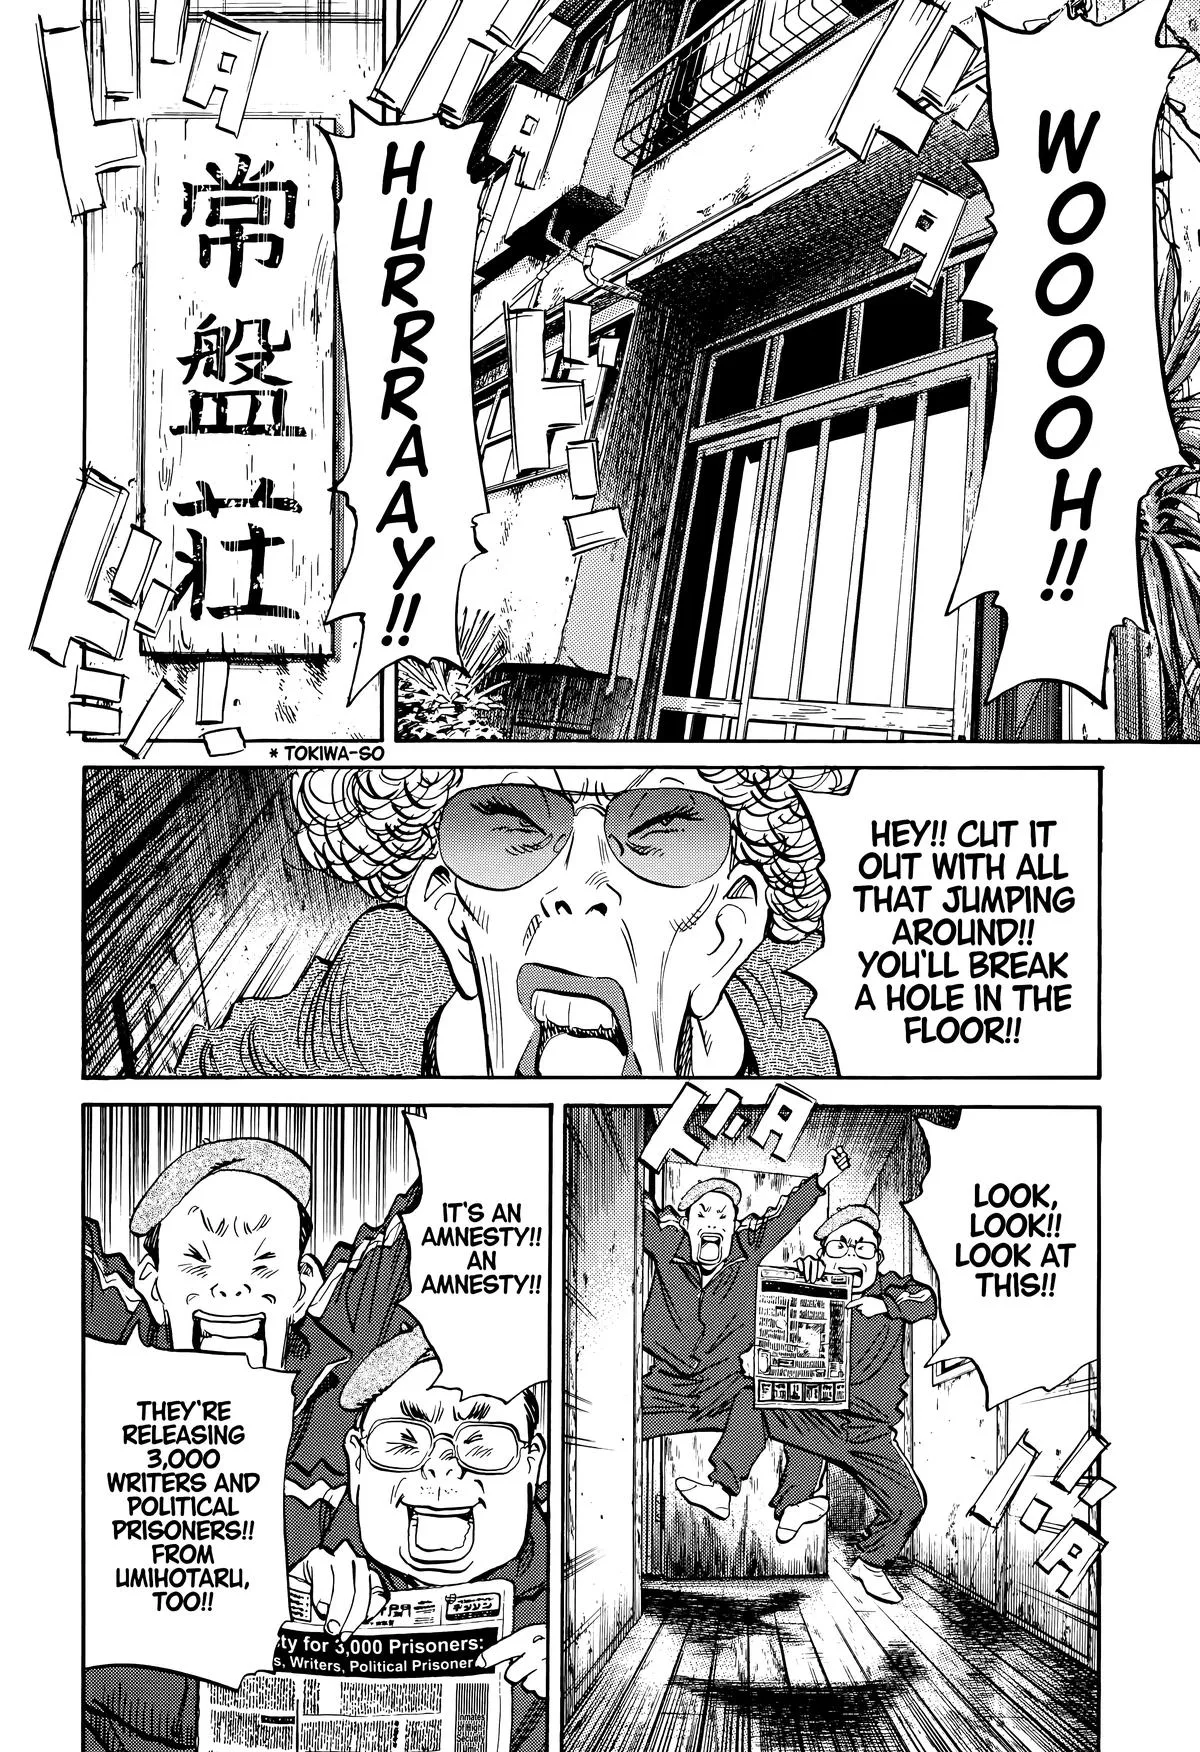 WOOOOH!!
HURRRAAY!!
常盤荘
* TOKIWA-SO
HEY!! CUT IT
OUT WITH ALL
THAT JUMPING
AROUND!!
YOU'LL BREAK
A HOLE IN THE
FLOOR!!
LOOK,
LOOK!!
LOOK AT
THIS!!
IT'S AN
AMNESTY!!
AN
AMNESTY!!
THEY'RE
RELEASING
3,000
WRITERS AND
POLITICAL
PRISONERS!!
FROM
UMIHOTARU,
TOO!!
ty for 3,000 Prisoners:
s, Writers, Political Prisoner